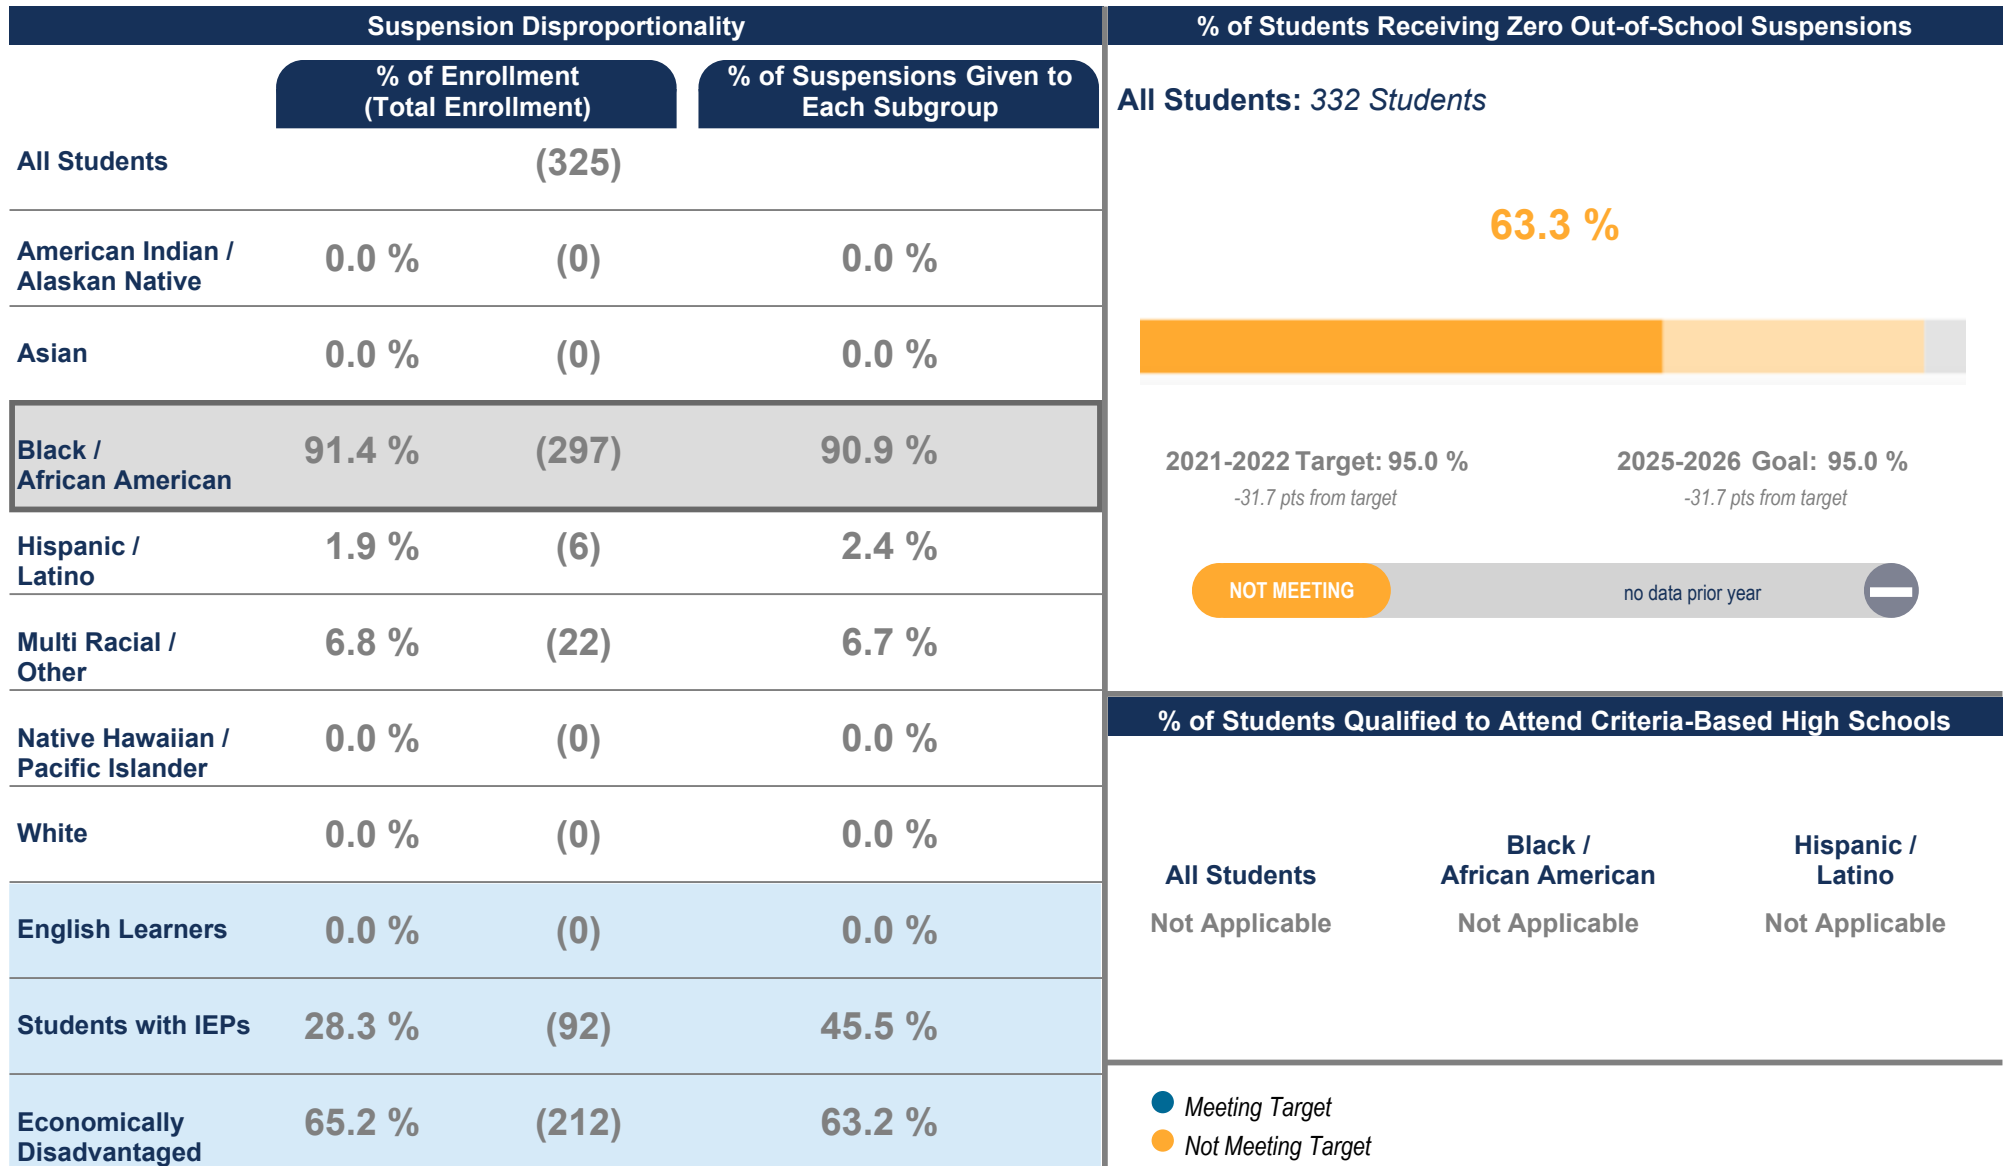 Suspension Disproportionality
% of Enrollment
(Total Enrollment)
% of Suspensions Given to
Each Subgroup
All Students (325)
American Indian /
Alaskan Native
0.0 % (0) 0.0 %
Asian 0.0 % (0) 0.0 %
Black /
African American
91.4 % (297) 90.9 %
Hispanic /
Latino
1.9 % (6) 2.4 %
Multi Racial /
Other
6.8 % (22) 6.7 %
Native Hawaiian /
Pacific Islander
0.0 % (0) 0.0 %
White 0.0 % (0) 0.0 %
English Learners 0.0 % (0) 0.0 %
Students with IEPs 28.3 % (92) 45.5 %
Economically
Disadvantaged
65.2 % (212) 63.2 %
% of Students Receiving Zero Out-of-School Suspensions
All Students: 332 Students
63.3 %
2021-2022 Target: 95.0 %
-31.7 pts from target
2025-2026 Goal: 95.0 %
-31.7 pts from target
NOT MEETING
no data prior year
% of Students Qualified to Attend Criteria-Based High Schools
All Students
Not Applicable
Black /
African American
Not Applicable
Hispanic /
Latino
Not Applicable
Meeting Target
Not Meeting Target